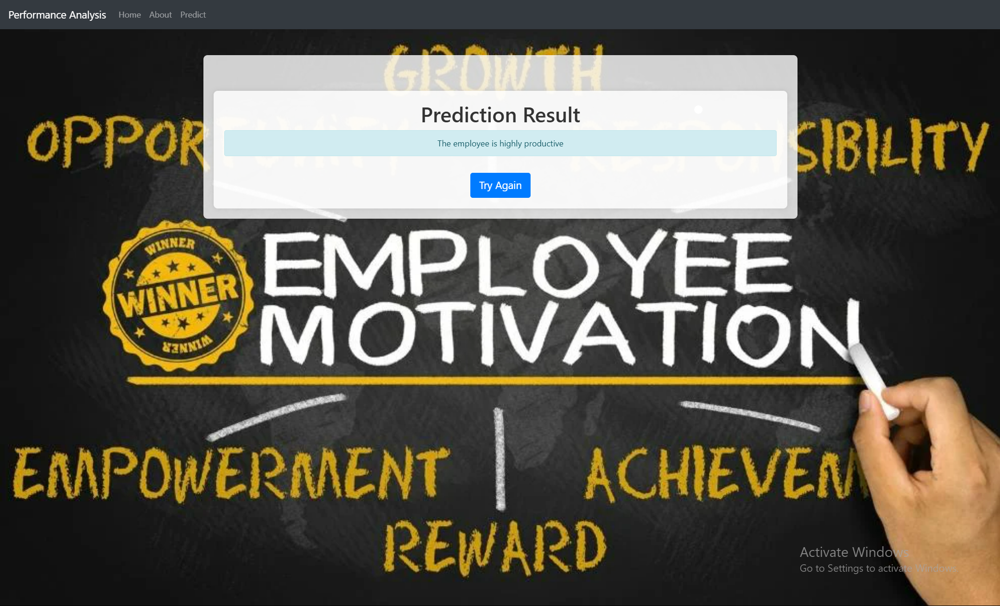 Performance Analysis Home About Predict
GROWTH
Prediction Result
OPPORTUNITY RESPONSIBILITY
The employee is highly productive
Try Again
WINNER
WINNER
WINNER
EMPLOYEE
MOTIVATION
EMPOWERMENT
ACHIEVEM
REWARD
Activate Windows
Go to Settings to activate Windows.